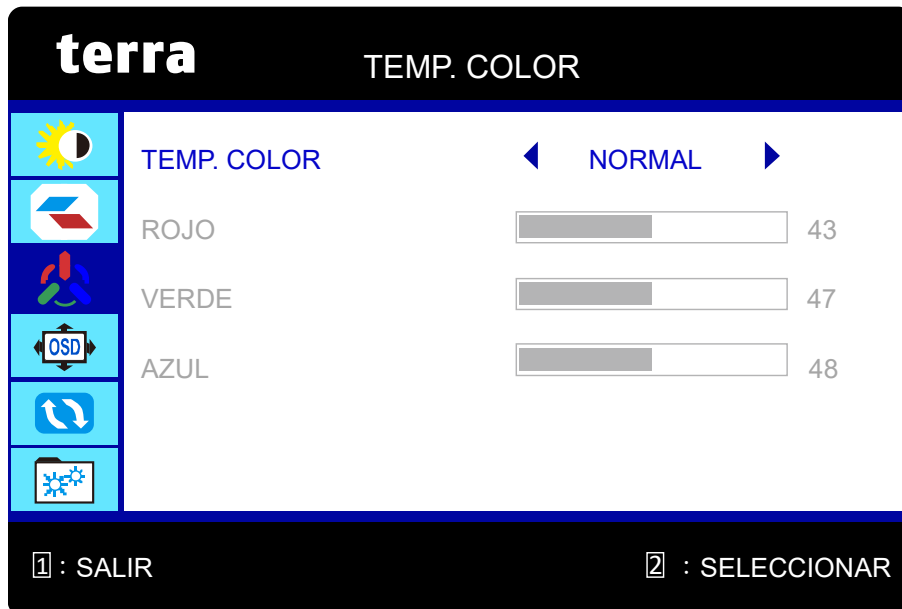 terra
TEMP. COLOR
TEMP. COLOR NORMAL
ROJO 43
VERDE 47
AZUL 48
OSD
1 : SALIR 2 : SELECCIONAR